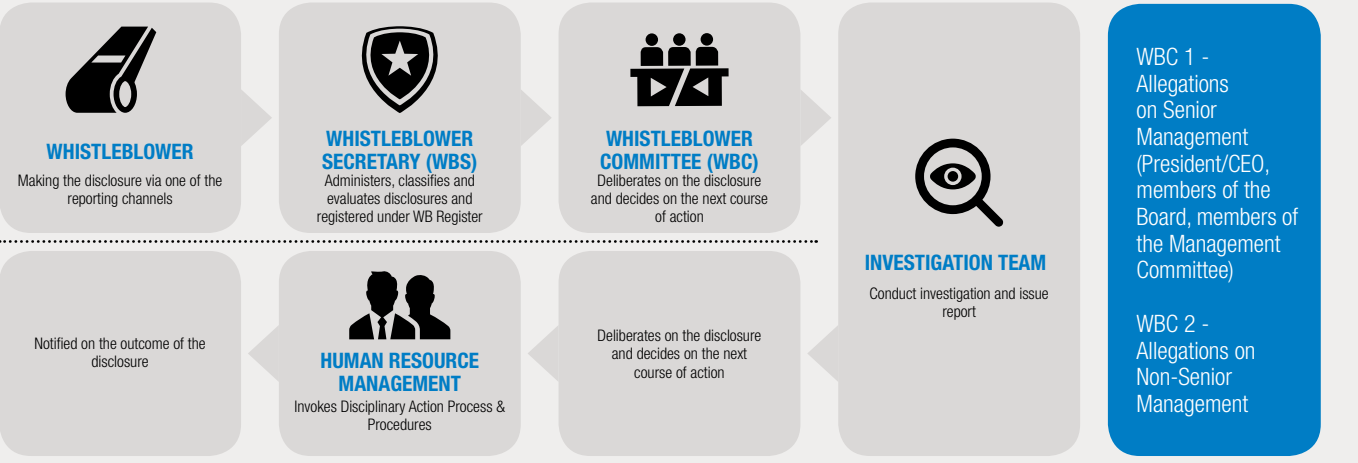 WHISTLEBLOWER
Making the disclosure via one of the
reporting channels
WHISTLEBLOWER
SECRETARY (WBS)
Administers, classifies and
evaluates disclosures and
registered under WB Register
WHISTLEBLOWER
COMMITTEE (WBC)
Deliberates on the disclosure
and decides on the next course
of action
INVESTIGATION TEAM
Conduct investigation and issue
report
Deliberates on the disclosure
and decides on the next
course of action
HUMAN RESOURCE
MANAGEMENT
Invokes Disciplinary Action Process &
Procedures
Notified on the outcome of the
disclosure
WBC 1 -
Allegations
on Senior
Management
(President/CEO,
members of the
Board, members of
the Management
Committee)
WBC 2 -
Allegations on
Non-Senior
Management